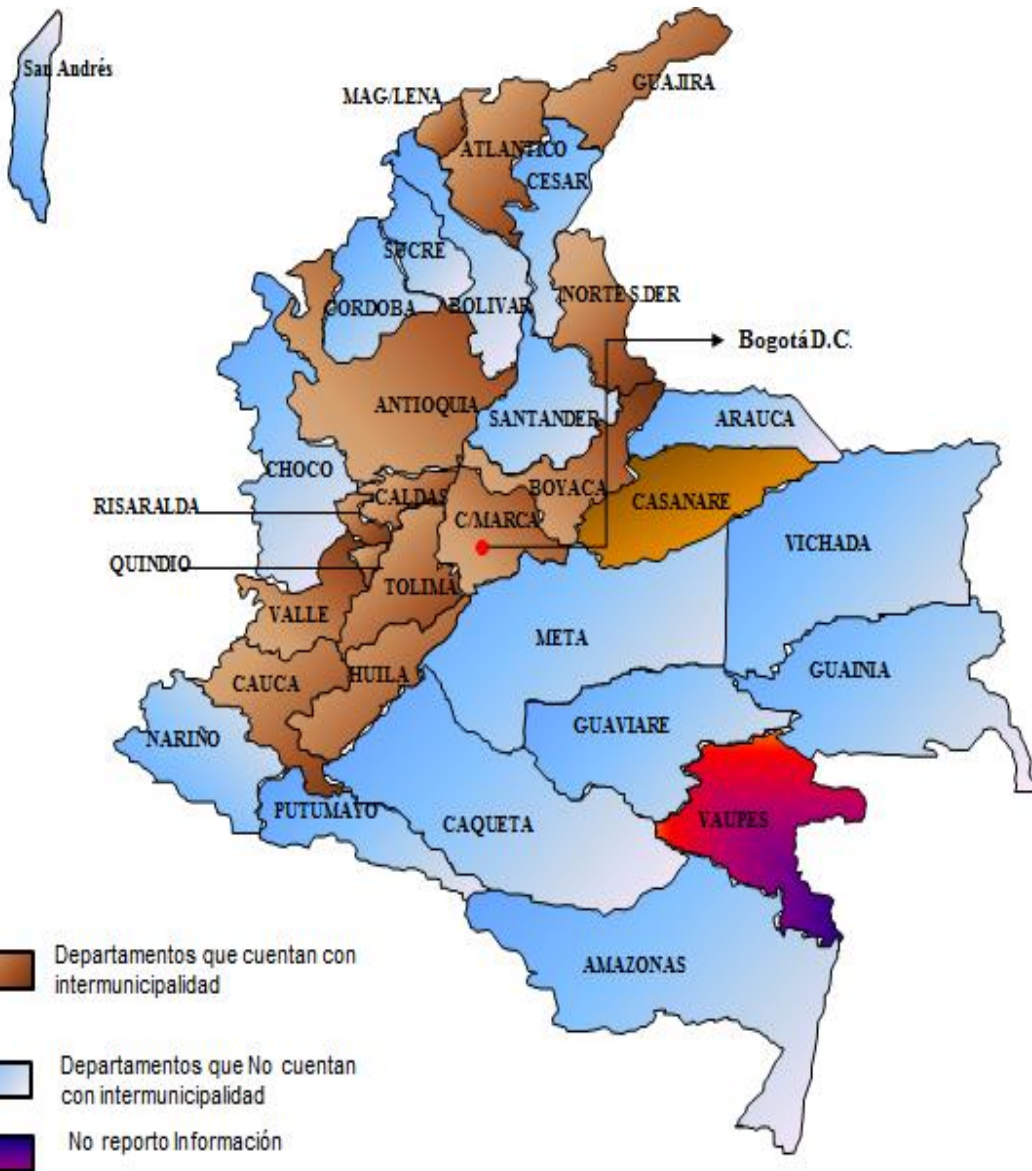 San Andrés
GUAJIRA
MAG/LENA
ATLANTICO
CESAR
SUCRE
NORTE S.DER
CORDOBA
BOLIVAR
Bogotá D.C.
ANTIOQUIA
SANTANDER
ARAUCA
CHOCO
BOYACA
CALDAS
CASANARE
RISARALDA
C/MARCA
VICHADA
QUINDIO
TOLIMA
VALLE
META
GUAINIA
HUILA
CAUCA
GUAVIARE
NARIÑO
PUTUMAYO
CAQUETA
VAUPES
AMAZONAS
Departamentos que cuentan con
intermunicipalidad
Departamentos que No cuentan
con intermunicipalidad
No reporto Información